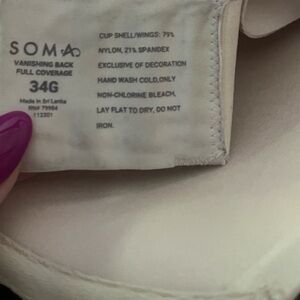 SOMA
VANISHING BACK
FULL COVERAGE
34G
Made in Sri Lanka
RN# 79984
112301
CUP SHELL/WINGS: 79%
NYLON, 21% SPANDEX
EXCLUSIVE OF DECORATION
HAND WASH COLD, ONLY
NON-CHLORINE BLEACH,
LAY FLAT TO DRY, DO NOT
IRON.